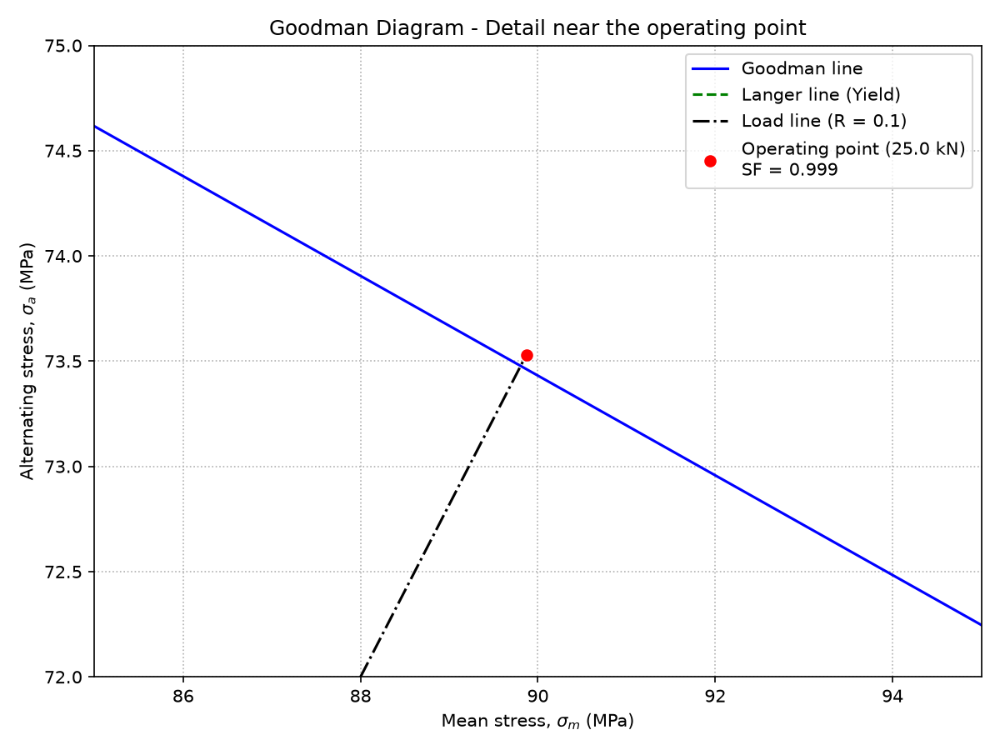 Goodman Diagram - Detail near the operating point
75.0
74.5
74.0
73.5
73.0
72.5
72.0
Alternating stress, σa (MPa)
Goodman line
Langer line (Yield)
Load line (R = 0.1)
Operating point (25.0 kN)
SF = 0.999
86
88
90
92
94
Mean stress, σm (MPa)